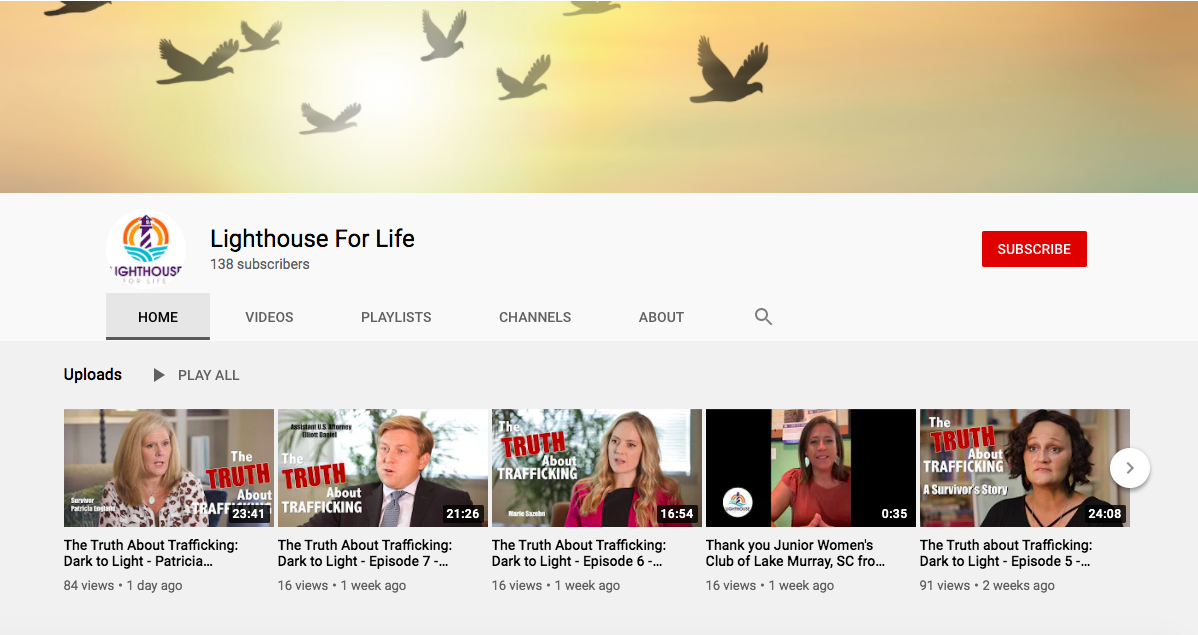 Lighthouse For Life
138 subscribers
SUBSCRIBE
LIGHTHOUSE
FOR LIFE
HOME
VIDEOS
PLAYLISTS
CHANNELS
ABOUT
Uploads
PLAY ALL
The
TRUTH
About
TRAFFICKING
Survivor
Patricia England
23:41
The Truth About Trafficking:
Dark to Light - Patricia...
84 views • 1 day ago
Assistant U.S. Attorney
Elliott Daniel
The
TRUTH
About
TRAFFICKING
21:26
The Truth About Trafficking:
Dark to Light - Episode 7 -...
16 views • 1 week ago
The
TRUTH
About
TRAFFICKING
Marie Sazehn
16:54
The Truth About Trafficking:
Dark to Light - Episode 6 -...
16 views • 1 week ago
0:35
Thank you Junior Women's
Club of Lake Murray, SC fro...
16 views • 1 week ago
The
TRUTH
About
TRAFFICKING
A Survivor's Story
24:08
The Truth about Trafficking:
Dark to Light - Episode 5 -...
91 views • 2 weeks ago